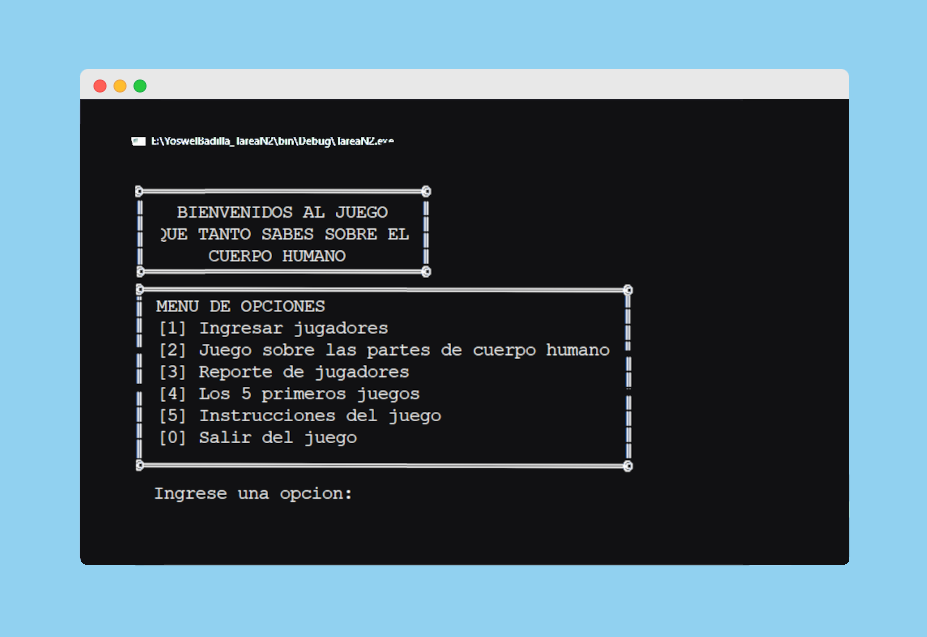 E:\YoswelBadilla_TareaN2\bin\Debug\TareaN2.exe
BIENVENIDOS AL JUEGO
QUE TANTO SABES SOBRE EL
CUERPO HUMANO
MENU DE OPCIONES
[1] Ingresar jugadores
[2] Juego sobre las partes de cuerpo humano
[3] Reporte de jugadores
[4] Los 5 primeros juegos
[5] Instrucciones del juego
[0] Salir del juego
Ingrese una opcion: